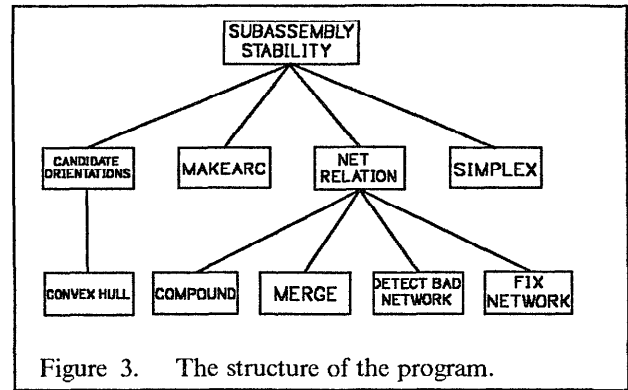 SUBASSEMBLY
STABILITY
CANDIDATE
ORIENTATIONS
MAKEARC
NET
RELATION
SIMPLEX
CONVEX HULL
COMPOUND
MERGE
DETECT BAD
NETWORK
FIX
NETWORK
Figure 3. The structure of the program.